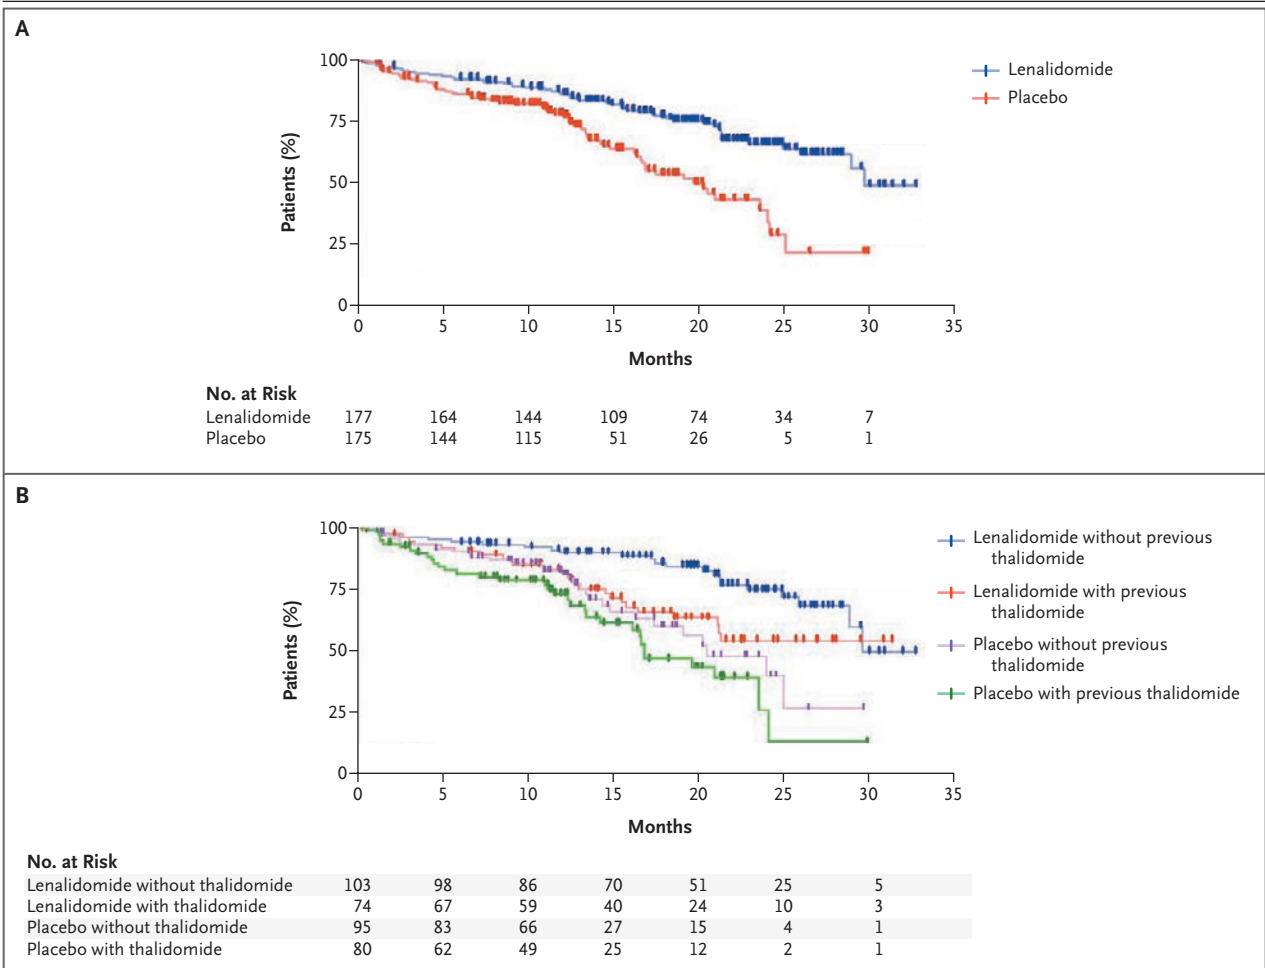 A
100
75
50
25
0
Patients (%)
0 5 10 15 20 25 30 35
Months
Lenalidomide
Placebo
No. at Risk
Lenalidomide 177 164 144 109 74 34 7
Placebo 175 144 115 51 26 5 1
B
100
75
50
25
0
Patients (%)
0 5 10 15 20 25 30 35
Months
Lenalidomide without previous
thalidomide
Lenalidomide with previous
thalidomide
Placebo without previous
thalidomide
Placebo with previous thalidomide
No. at Risk
Lenalidomide without thalidomide 103 98 86 70 51 25 5
Lenalidomide with thalidomide 74 67 59 40 24 10 3
Placebo without thalidomide 95 83 66 27 15 4 1
Placebo with thalidomide 80 62 49 25 12 2 1